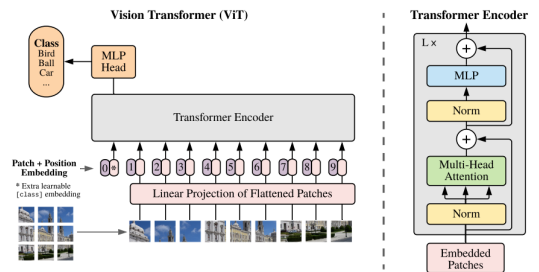 Vision Transformer (ViT)
Class
Bird
Ball
Car
...
MLP
Head
Transformer Encoder
Patch + Position
Embedding
0 * 1 2 3 4 5 6 7 8 9
* Extra learnable
[class] embedding
Linear Projection of Flattened Patches
Transformer Encoder
L x
+
MLP
Norm
+
Multi-Head
Attention
Norm
Embedded
Patches